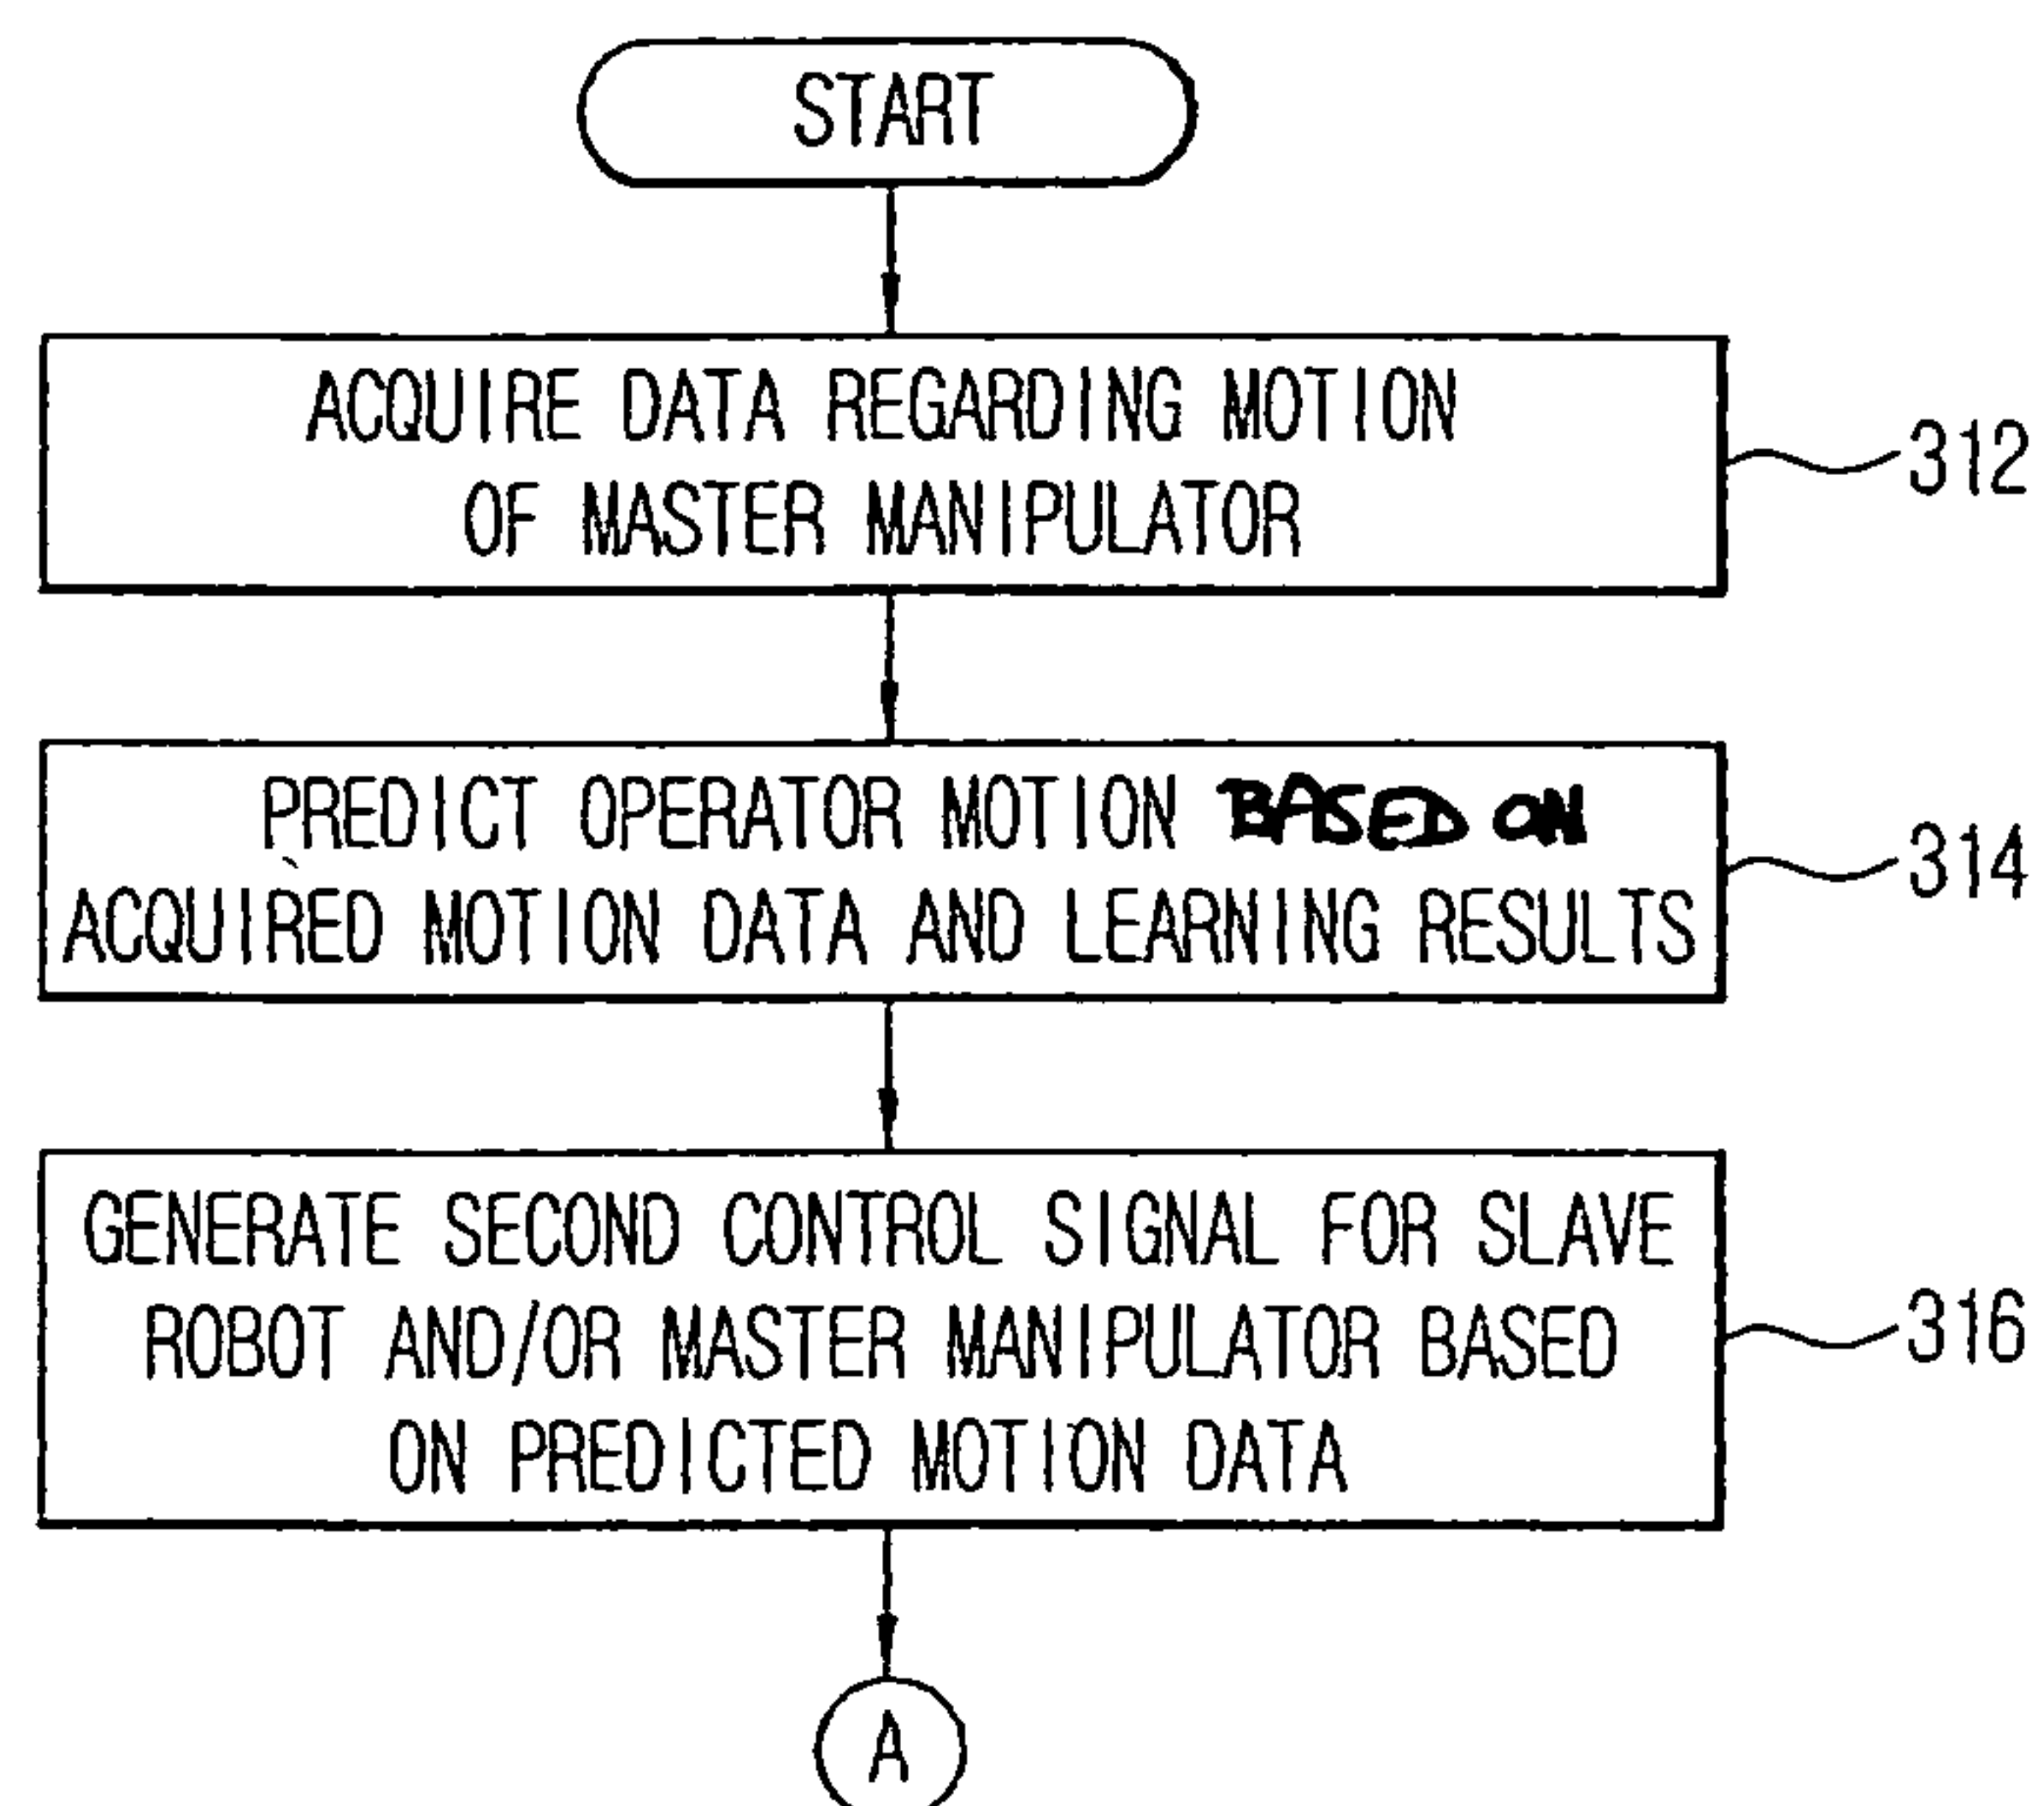 START
ACQUIRE DATA REGARDING MOTION
OF MASTER MANIPULATOR
312
PREDICT OPERATOR MOTION BASED ON
ACQUIRED MOTION DATA AND LEARNING RESULTS
314
GENERATE SECOND CONTROL SIGNAL FOR SLAVE
ROBOT AND/OR MASTER MANIPULATOR BASED
ON PREDICTED MOTION DATA
316
A